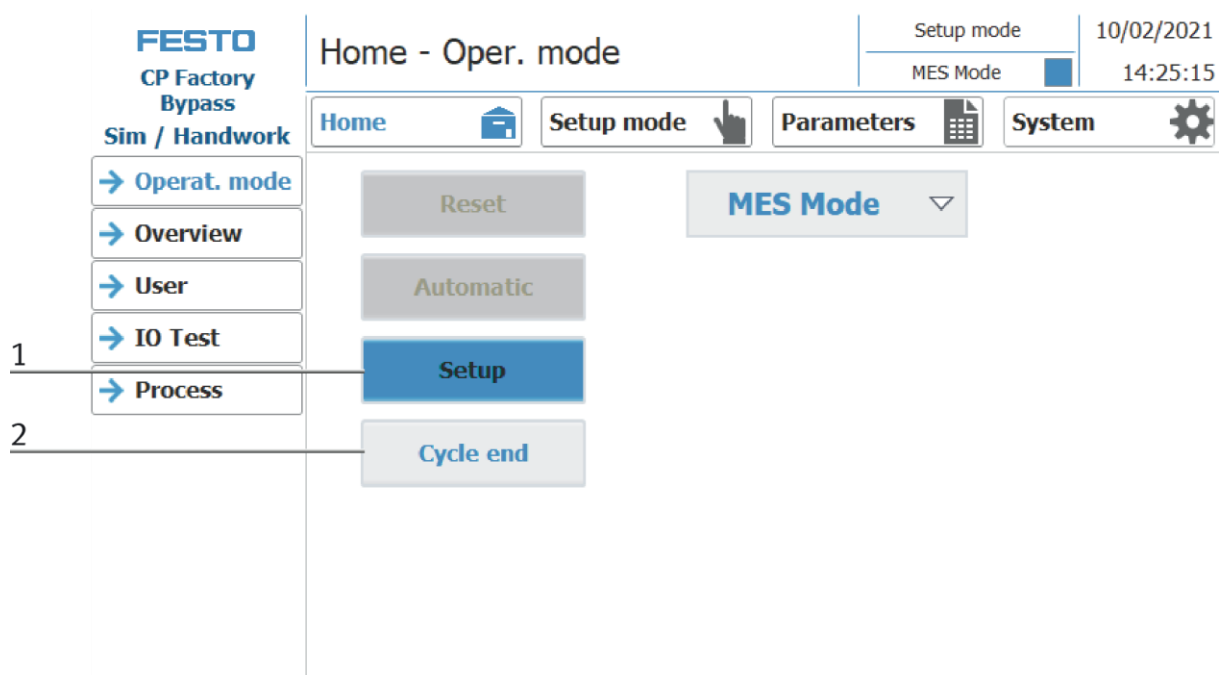 FESTO
CP Factory
Bypass
Sim / Handwork
Home - Oper. mode
Setup mode
MES Mode
10/02/2021
14:25:15
Home
Setup mode
Parameters
System
Operat. mode
Overview
User
IO Test
Process
Reset
MES Mode
Automatic
1
Setup
2
Cycle end